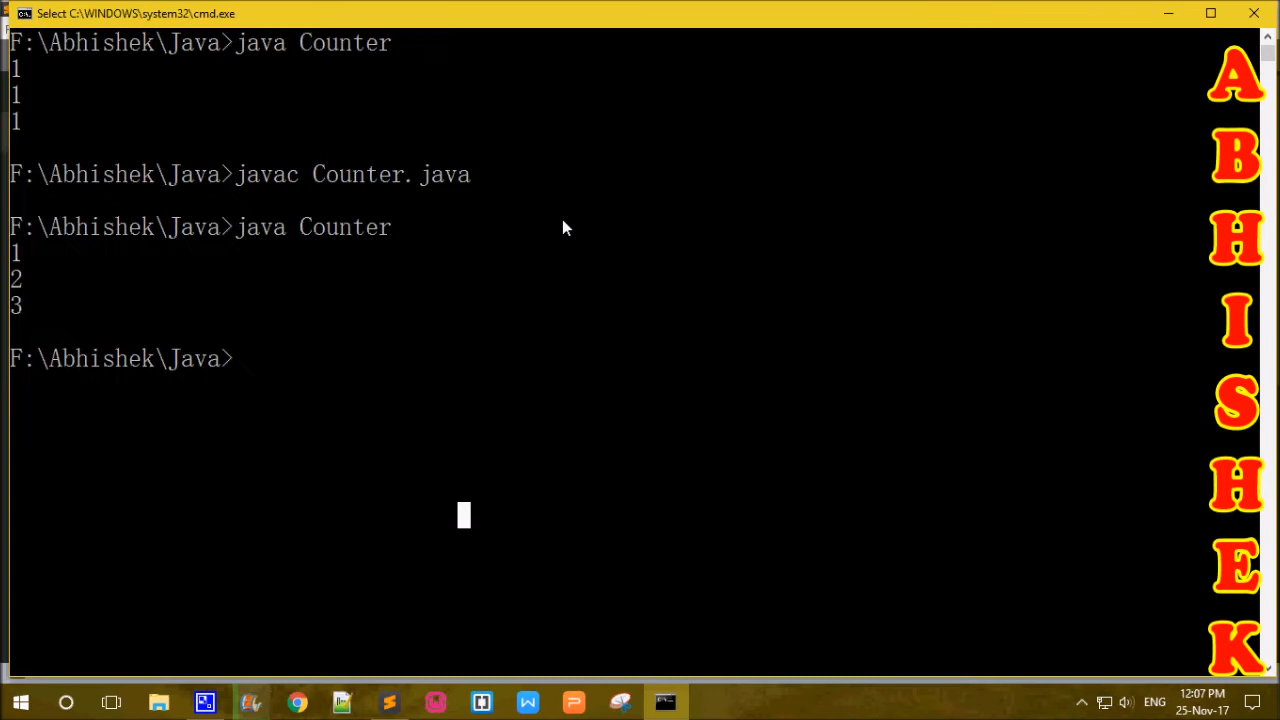 Select C:\WINDOWS\system32\cmd.exe
F:\Abhishek\Java>java Counter
1
1
1
F:\Abhishek\Java>javac Counter.java
F:\Abhishek\Java>java Counter
1
2
3
F:\Abhishek\Java>
ABHISHEK
ENG
12:07 PM
25-Nov-17